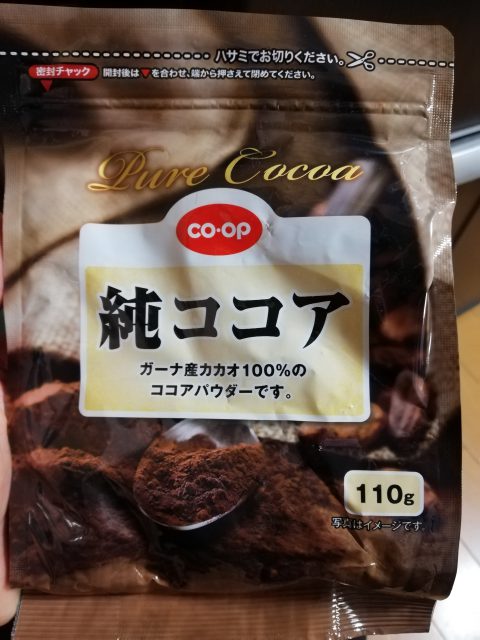 ハサミでお切りください。
密封チャック 開封後は▼を合わせ、端から押さえて閉めてください。
Pure Cocoa
CO・OP
純ココア
ガーナ産カカオ100%の
ココアパウダーです。
110g
写真はイメージです。